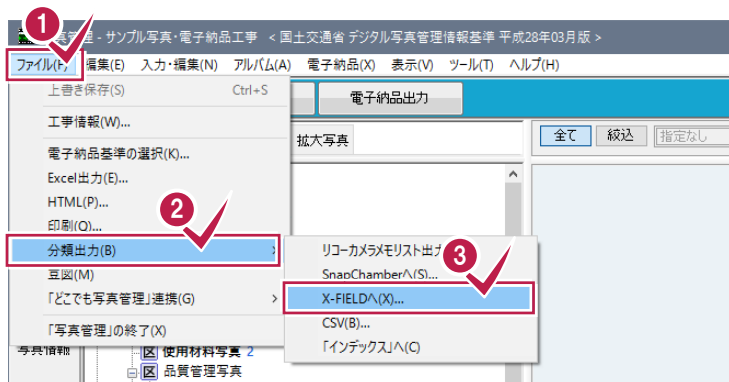 1
写真管理 - サンプル写真・電子納品工事 < 国土交通省 デジタル写真管理情報基準 平成28年03月版 >
ファイル(F) 編集(E) 入力・編集(N) アルバム(A) 電子納品(X) 表示(V) ツール(T) ヘルプ(H)
上書き保存(S) Ctrl+S
電子納品出力
工事情報(W)...
拡大写真
全て 絞込 指定なし
電子納品基準の選択(K)...
Excel出力(E)...
HTML(P)...
2
印刷(O)...
分類出力(B)
リコーカメラメモリスト出力
3
豆図(M)
SnapChamberへ(S)...
「どこでも写真管理」連携(G)
X-FIELDへ(X)...
「写真管理」の終了(X)
CSV(B)...
写真情報
使用材料写真 2
「インデックス」へ(C)
品質管理写真